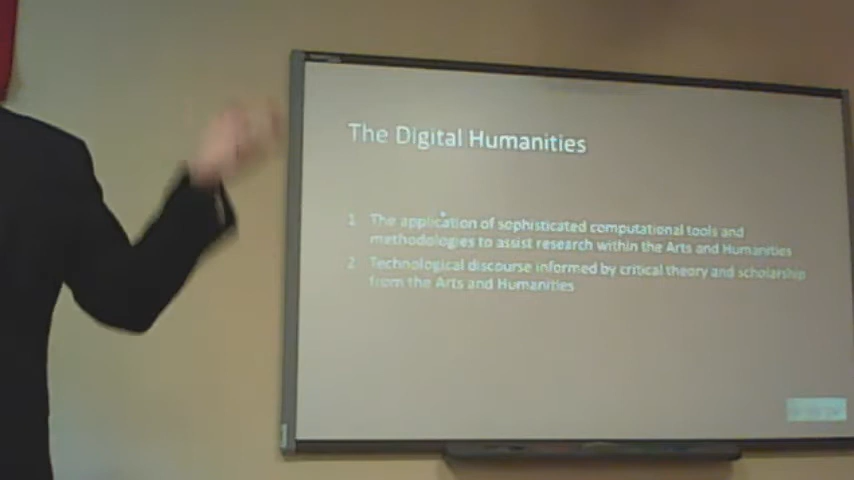 The Digital Humanities
1 The application of sophisticated computational tools and
methodologies to assist research within the Arts and Humanities
2 Technological discourse informed by critical theory and scholarship
from the Arts and Humanities